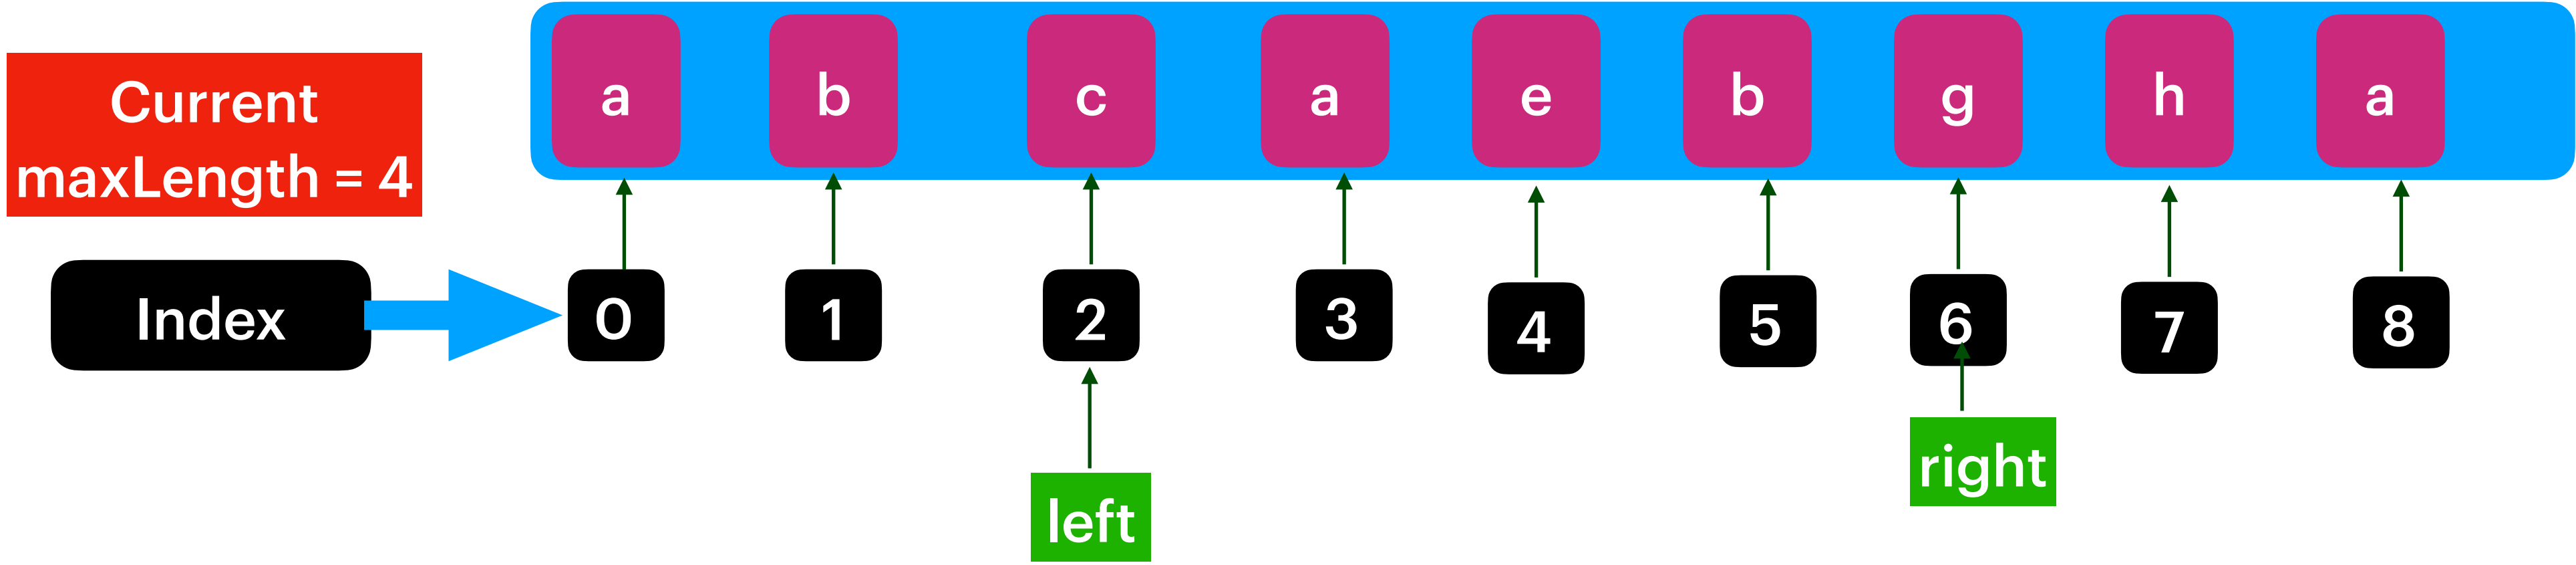 Current
maxLength = 4
a b c a e b g h a
Index 0 1 2 3 4 5 6 7 8
left
right